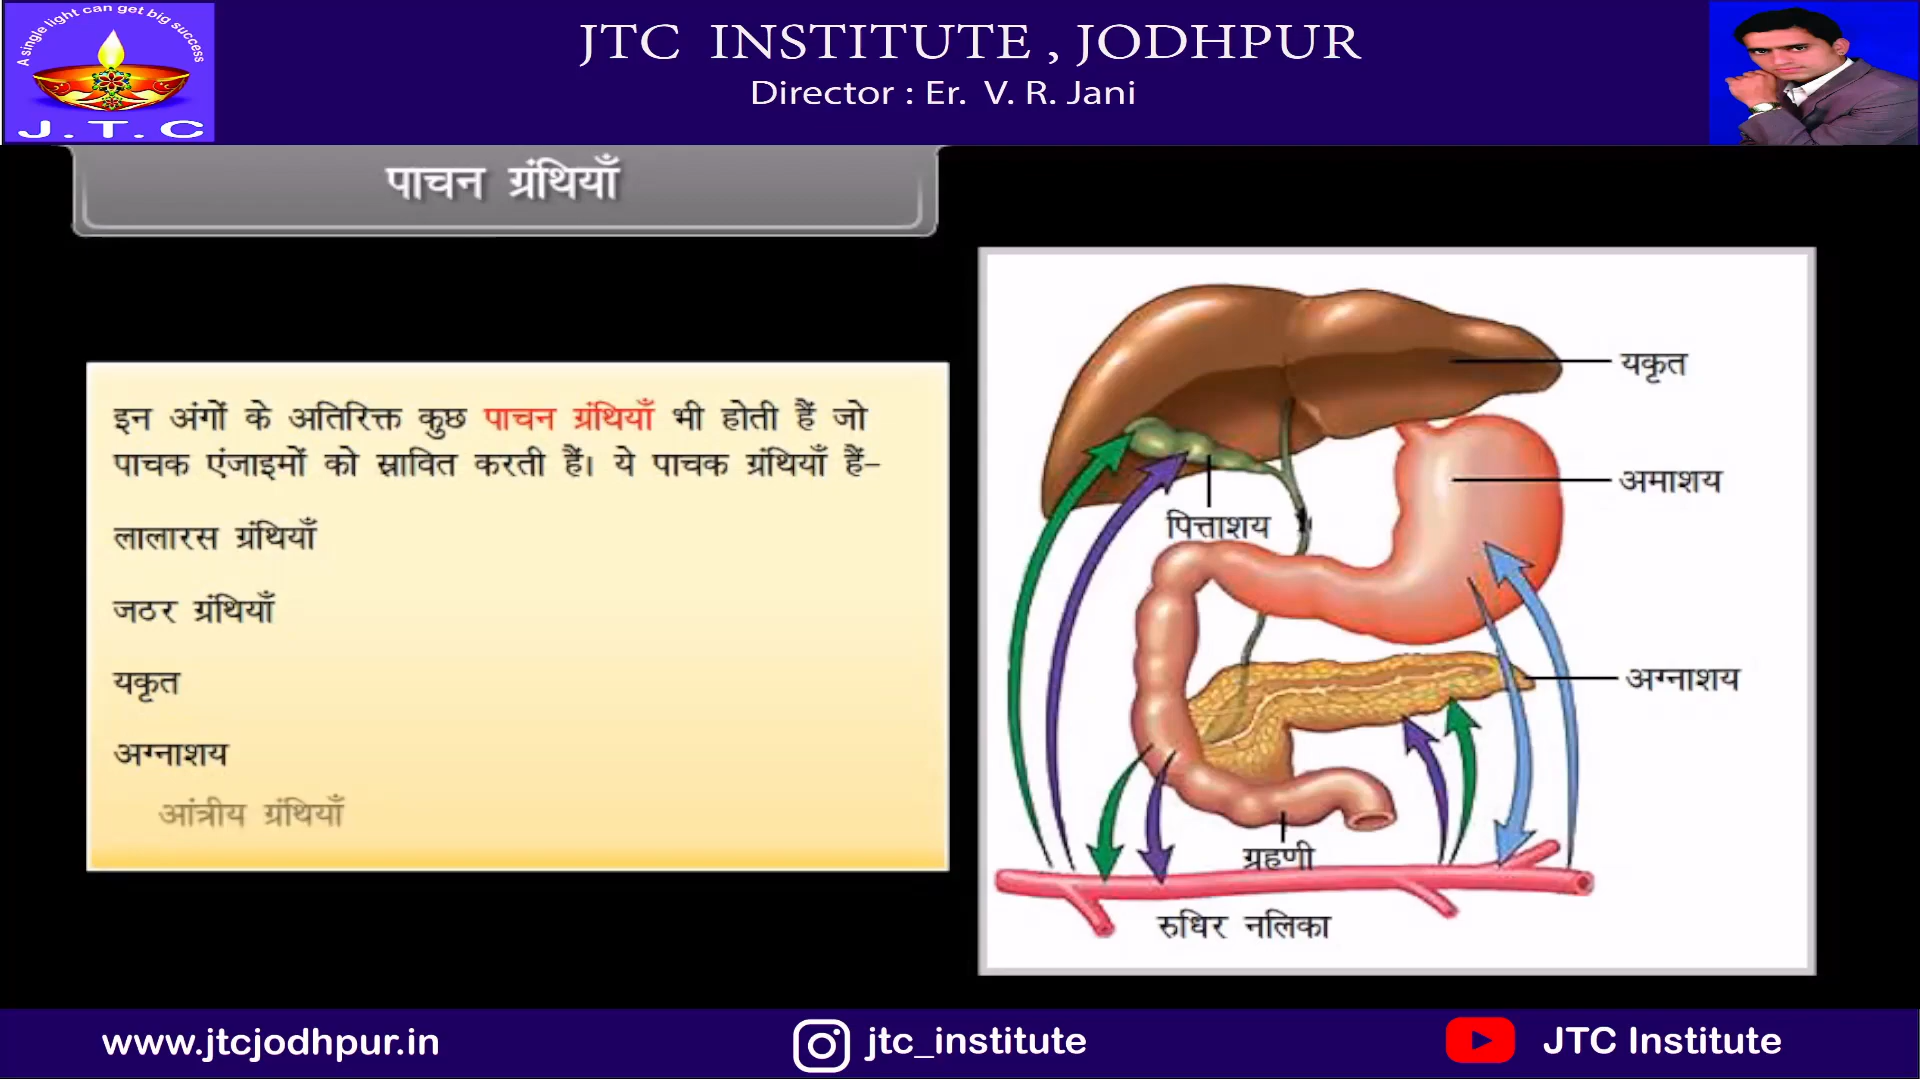 A single light can get big success
J.T.C
JTC INSTITUTE , JODHPUR
Director : Er. V. R. Jani
पाचन ग्रंथियाँ
इन अंगों के अतिरिक्त कुछ पाचन ग्रंथियाँ भी होती हैं जो
पाचक एंजाइमों को स्रावित करती हैं। ये पाचक ग्रंथियाँ हैं-
लालारस ग्रंथियाँ
जठर ग्रंथियाँ
यकृत
अग्नाशय
आंत्रीय ग्रंथियाँ
यकृत
अमाशय
पित्ताशय
अग्नाशय
ग्रहणी
रुधिर नलिका
www.jtcjodhpur.in
jtc_institute
JTC Institute